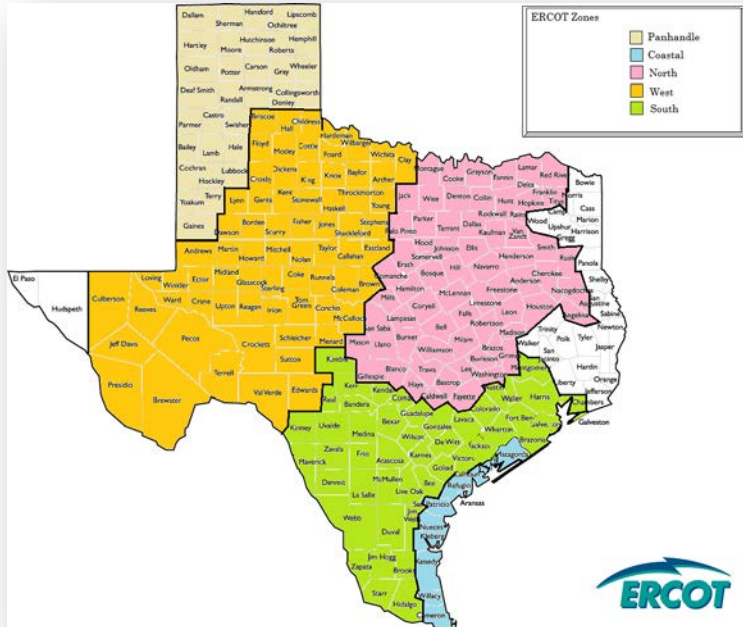 ERCOT Zones
Panhandle
Coastal
North
West
South
Dallam
Hansford
Lipscomb
Sherman
Ochiltree
Hartley
Hutchinson
Hemphill
Moore
Roberts
Oldham
Potter
Carson
Gray
Wheeler
Deaf Smith
Armstrong
Collingsworth
Randall
Donley
Parmer
Castro
Swisher
Briscoe
Hall
Childress
Bailey
Lamb
Hale
Floyd
Motley
Cottle
Hardeman
Wilbarger
Foard
Wichita
Clay
Cochran
Hockley
Lubbock
Crosby
Dickens
King
Knox
Baylor
Archer
Yoakum
Terry
Lynn
Garza
Kent
Stonewall
Haskell
Throckmorton
Young
Gaines
Dawson
Borden
Scurry
Fisher
Jones
Shackelford
Stephens
Andrews
Martin
Howard
Mitchell
Nolan
Taylor
Callahan
Eastland
El Paso
Hudspeth
Culberson
Loving
Winkler
Ector
Midland
Glasscock
Sterling
Coke
Runnels
Coleman
Brown
Reeves
Ward
Crane
Upton
Reagan
Irion
Tom
Green
Concho
McCulloch
Jeff Davis
Pecos
Crockett
Schleicher
Menard
Sutton
Presidio
Brewster
Terrell
Val Verde
Edwards
Montague
Cooke
Grayson
Fannin
Lamar
Red River
Delta
Bowie
Jack
Wise
Denton
Collin
Hunt
Hopkins
Franklin
Titus
Morris
Camp
Cass
Marion
Palo Pinto
Parker
Tarrant
Dallas
Rockwall
Rains
Kaufman
Van
Zandt
Wood
Upshur
Harrison
Gregg
Hood
Somervell
Johnson
Ellis
Henderson
Smith
Rusk
Panola
Erath
Comanche
Bosque
Hill
Navarro
Anderson
Cherokee
Shelby
Hamilton
McLennan
Freestone
Limestone
Nacogdoches
San
Augustine
Sabine
Mills
Coryell
Falls
Leon
Houston
Angelina
Newton
Lampasas
Bell
Robertson
Madison
Trinity
Polk
Tyler
Jasper
San Saba
Burnet
Milam
Brazos
Walker
San
Jacinto
Mason
Llano
Williamson
Burleson
Grimes
Hardin
Gillespie
Blanco
Travis
Lee
Washington
Montgomery
Liberty
Orange
Hays
Bastrop
Jefferson
Caldwell
Fayette
Austin
Waller
Harris
Chambers
Kimble
Kerr
Kendall
Comal
Real
Bandera
Guadalupe
Colorado
Fort Bend
Galveston
Galveston
Kinney
Uvalde
Medina
Bexar
Gonzales
Lavaca
Wharton
Brazoria
Wilson
De Witt
Jackson
Matagorda
Maverick
Zavala
Frio
Atascosa
Karnes
Victoria
Goliad
Calhoun
Dimmit
La Salle
McMullen
Live Oak
Bee
Refugio
Aransas
San Patricio
Webb
Duval
Jim
Wells
Nueces
Kleberg
Zapata
Jim Hogg
Brooks
Kenedy
Starr
Hidalgo
Willacy
Cameron
ERCOT